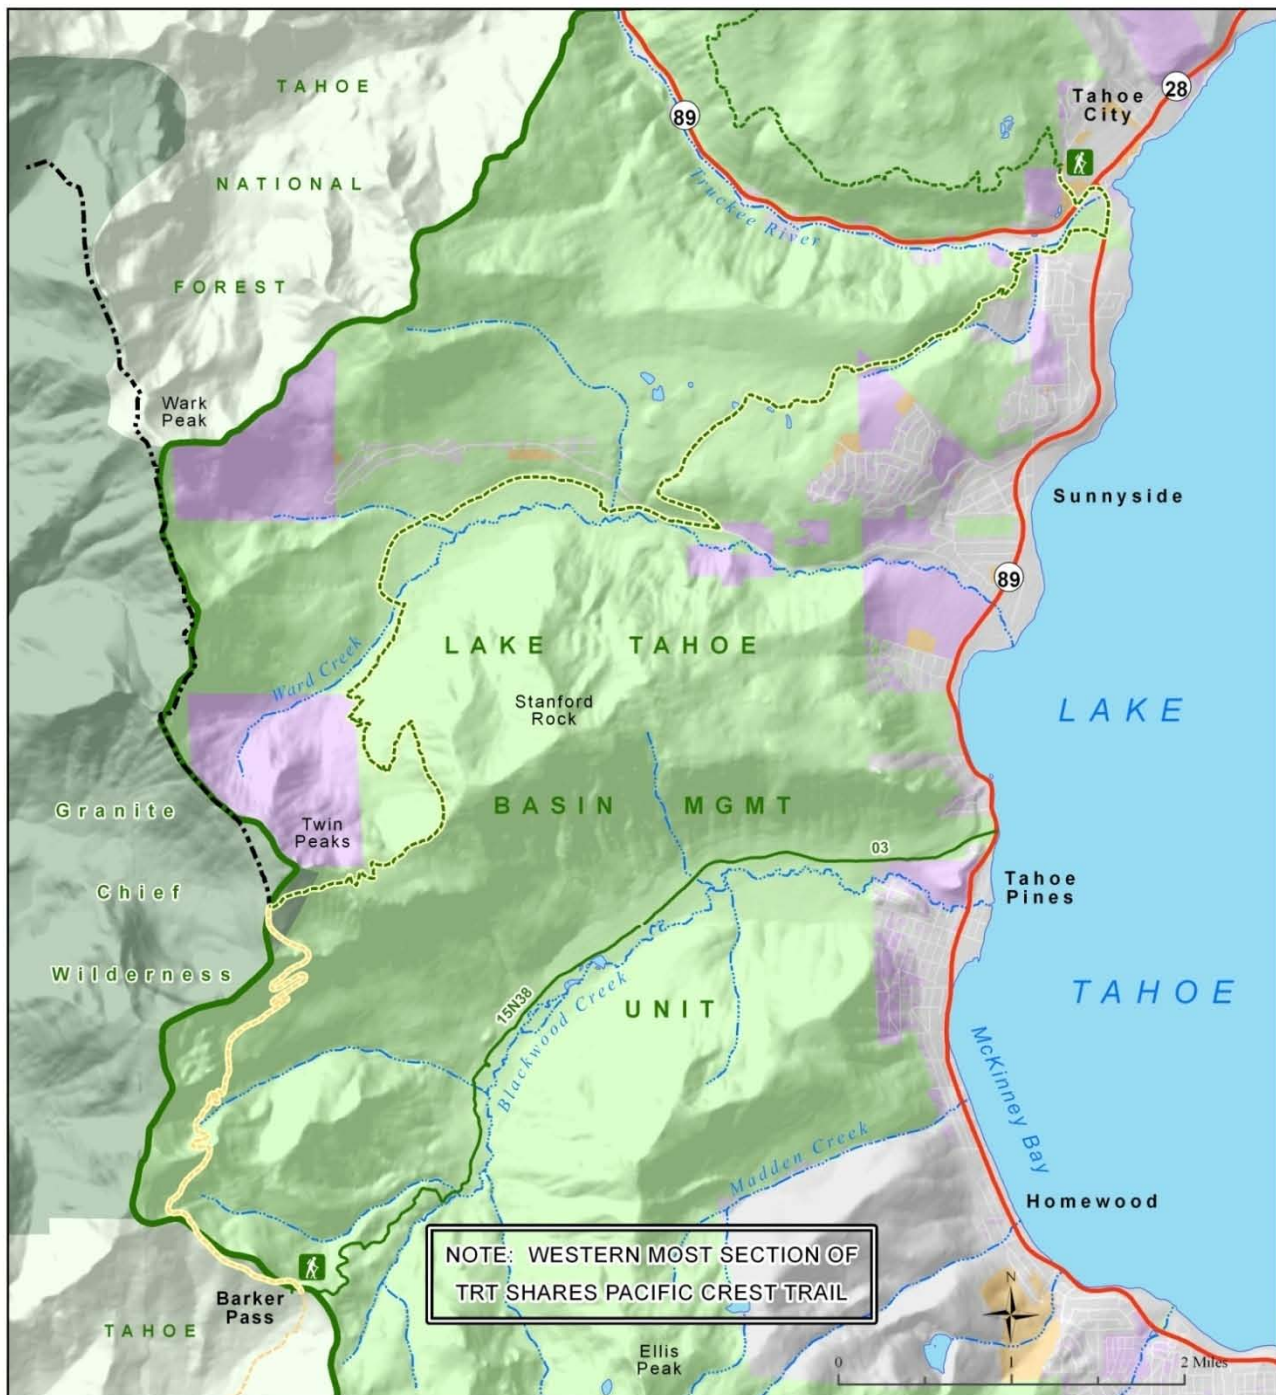 28
TAHOE
Tahoe
City
89
NATIONAL
Truckee River
FOREST
Wark
Peak
Sunnyside
89
LAKE TAHOE
Ward Creek
Stanford
Rock
LAKE
BASIN MGMT
Granite
Twin
Peaks
03
Tahoe
Pines
Chief
Wilderness
TAHOE
15N38
UNIT
Blackwood Creek
McKinney Bay
Madden Creek
Homewood
NOTE: WESTERN MOST SECTION OF
TRT SHARES PACIFIC CREST TRAIL
N
Barker
Pass
TAHOE
Ellis
Peak
0
2 Miles